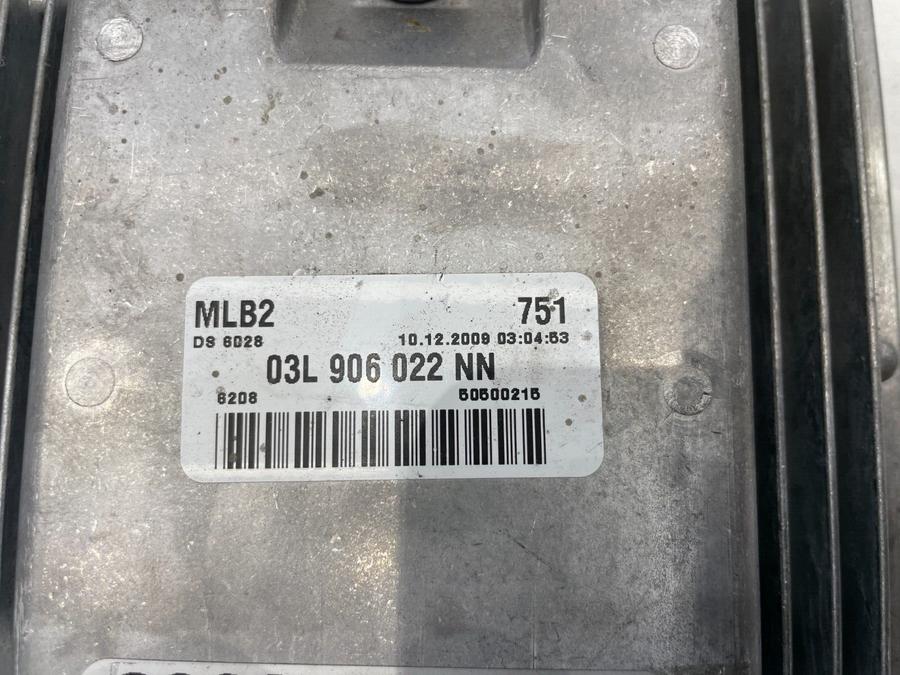 MLB2 751
DS 6028 10.12.2009 03:04:53
03L 906 022 NN
6208 50500215